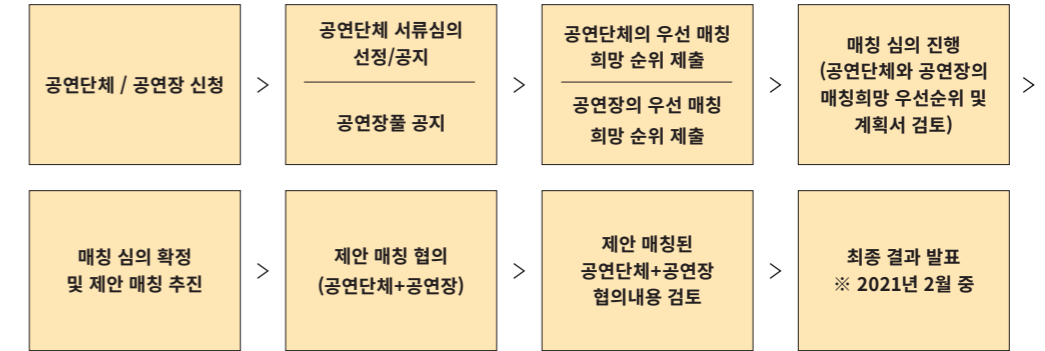 공연단체 / 공연장 신청
>
공연단체 서류심의
선정/공지
공연장풀 공지
>
공연단체의 우선 매칭
희망 순위 제출
공연장의 우선 매칭
희망 순위 제출
>
매칭 심의 진행
(공연단체와 공연장의
매칭희망 우선순위 및
계획서 검토)
>
매칭 심의 확정
및 제안 매칭 추진
>
제안 매칭 협의
(공연단체+공연장)
>
제안 매칭된
공연단체+공연장
협의내용 검토
>
최종 결과 발표
※ 2021년 2월 중